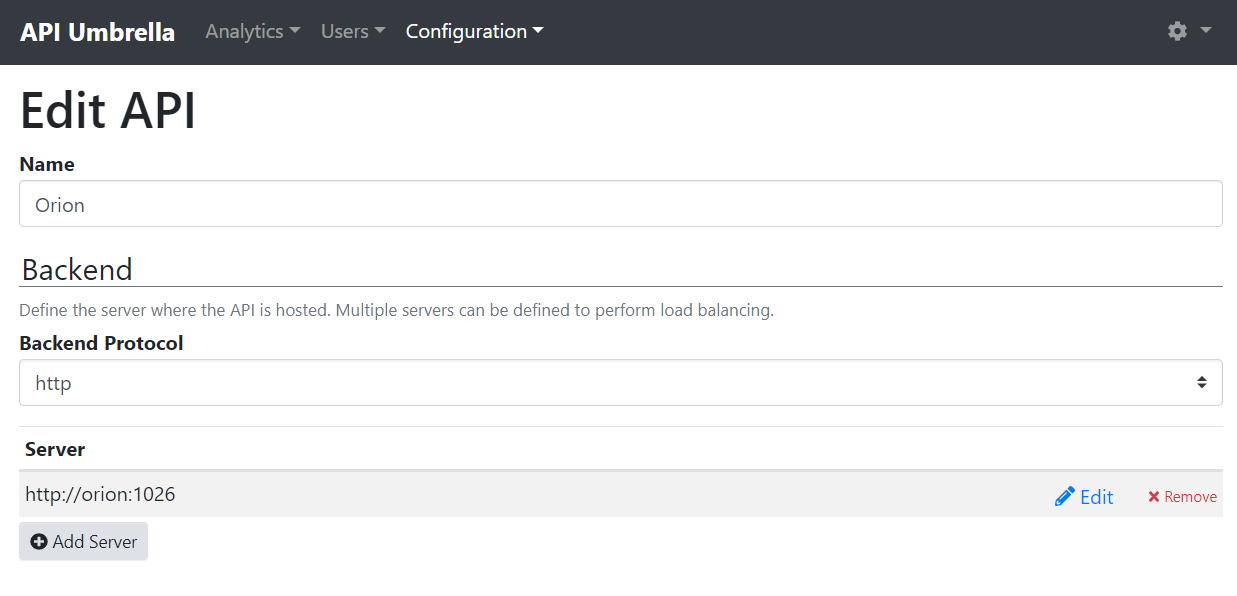 API Umbrella Analytics Users Configuration
Edit API
Name
Orion
Backend
Define the server where the API is hosted. Multiple servers can be defined to perform load balancing.
Backend Protocol
http
Server
http://orion:1026 Edit Remove
Add Server